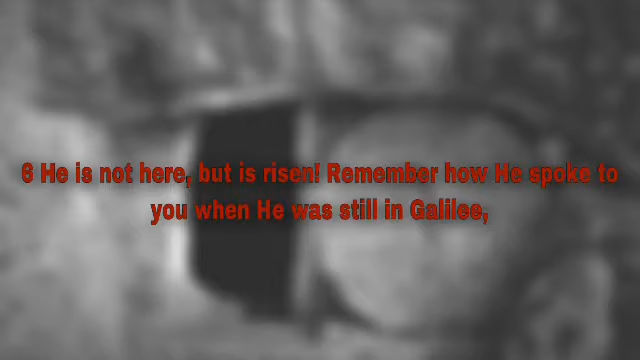 6 He is not here, but is risen! Remember how He spoke to
you when He was still in Galilee,